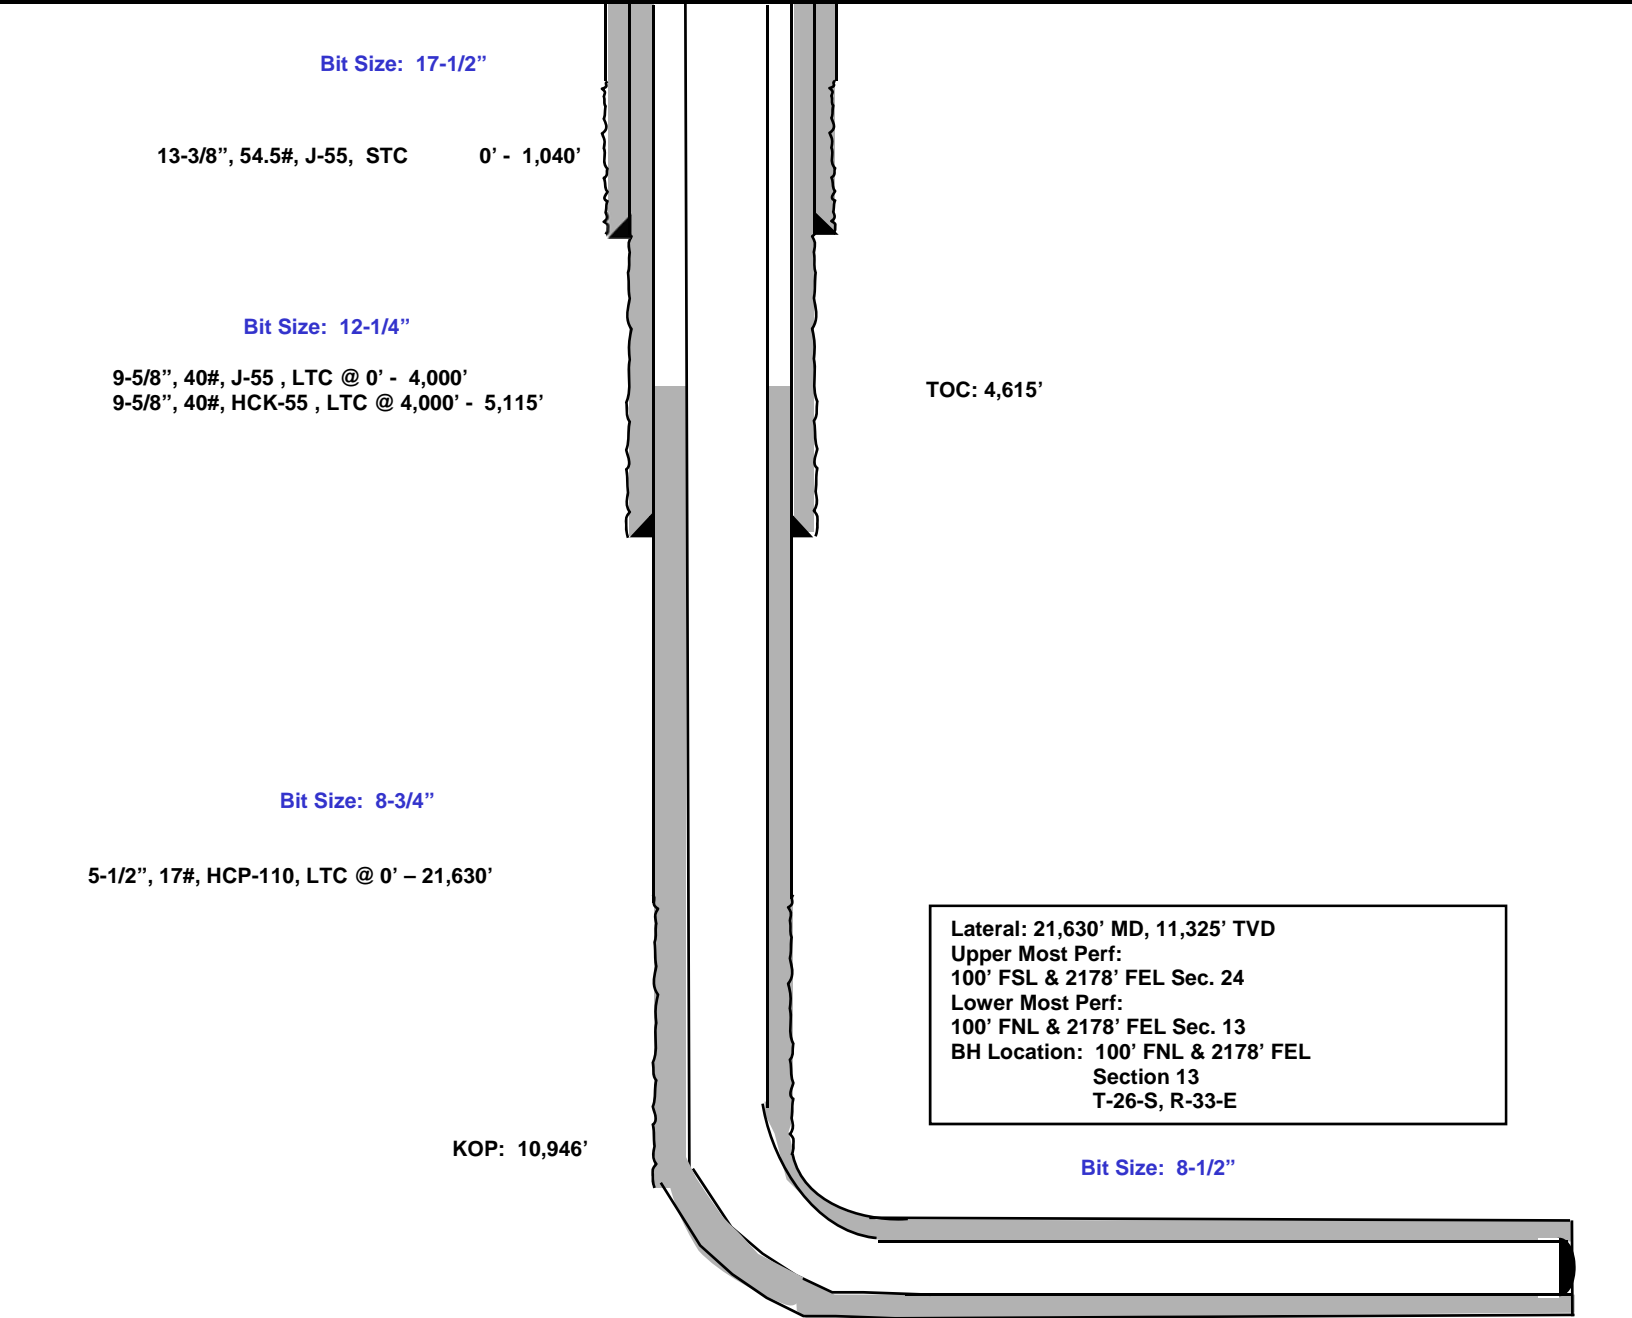 Bit Size: 17-1/2”
13-3/8”, 54.5#, J-55, STC 0’ - 1,040’
Bit Size: 12-1/4”
9-5/8”, 40#, J-55 , LTC @ 0’ - 4,000’
9-5/8”, 40#, HCK-55 , LTC @ 4,000’ - 5,115’
TOC: 4,615’
Bit Size: 8-3/4”
5-1/2”, 17#, HCP-110, LTC @ 0’ – 21,630’
Lateral: 21,630’ MD, 11,325’ TVD
Upper Most Perf:
100’ FSL & 2178’ FEL Sec. 24
Lower Most Perf:
100’ FNL & 2178’ FEL Sec. 13
BH Location: 100’ FNL & 2178’ FEL
Section 13
T-26-S, R-33-E
KOP: 10,946’
Bit Size: 8-1/2”